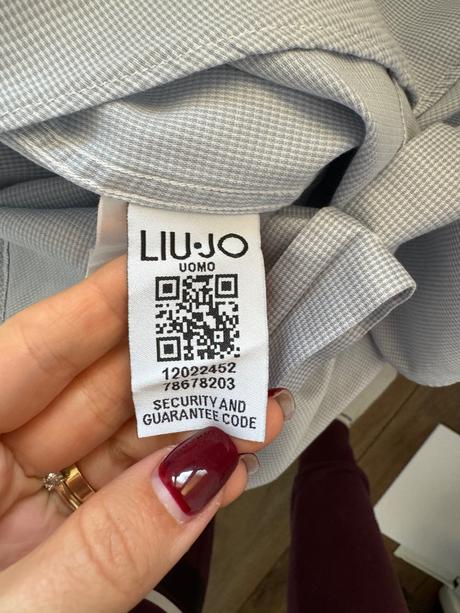 LIU·JO
UOMO
12022452
78678203
SECURITY AND
GUARANTEE CODE